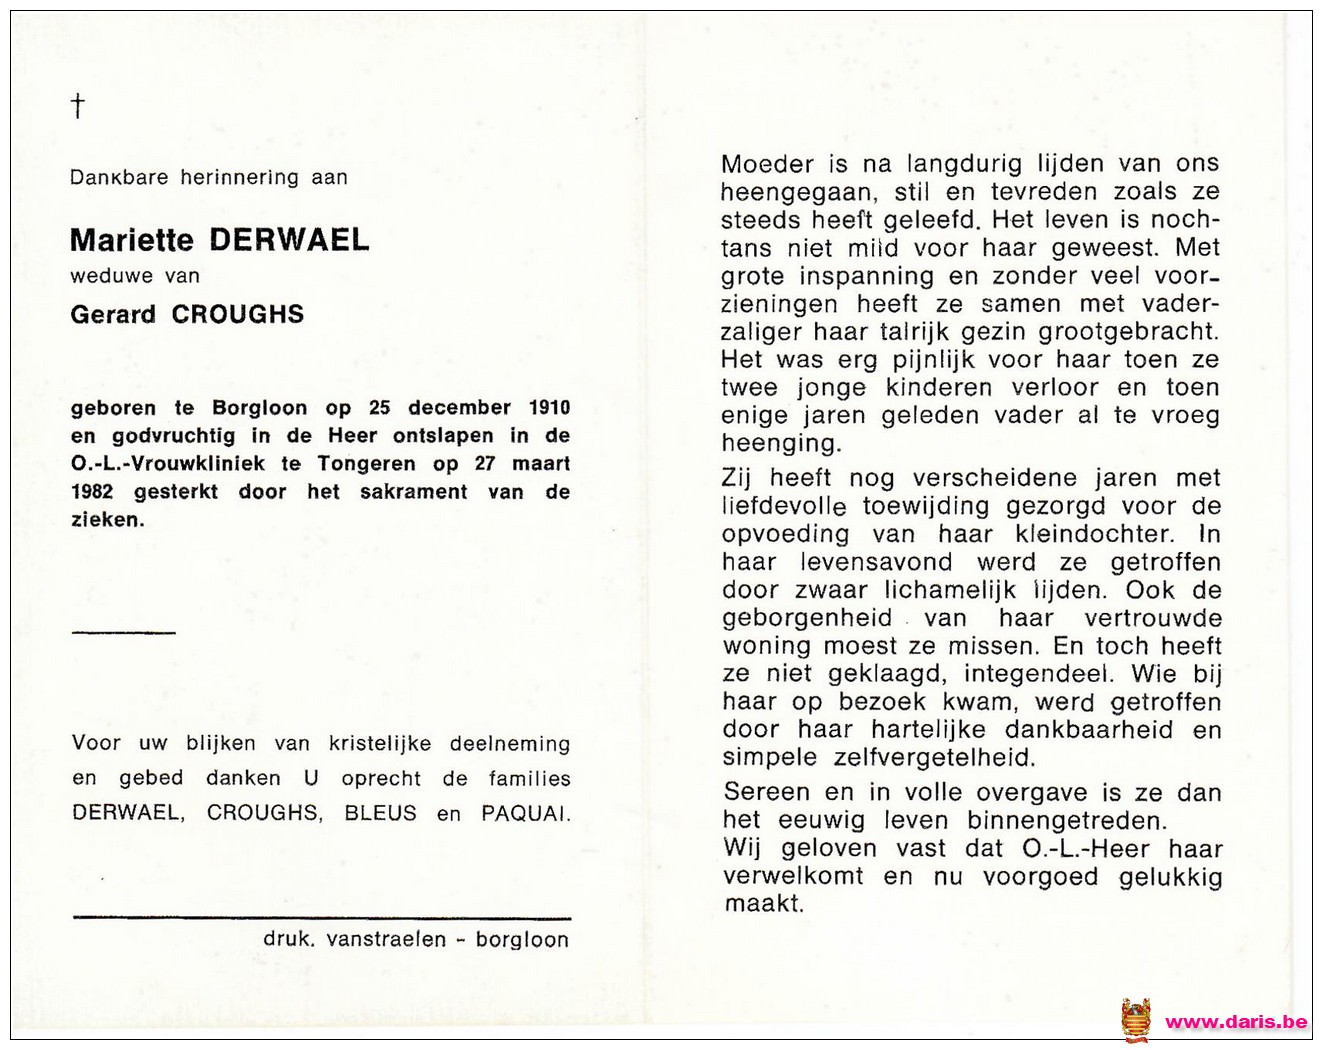 †
Dankbare herinnering aan
Mariette DERWAEL
weduwe van
Gerard CROUGHS
geboren te Borgloon op 25 december 1910
en godvruchtig in de Heer ontslapen in de
O.-L.-Vrouwkliniek te Tongeren op 27 maart
1982 gesterkt door het sakrament van de
zieken.
Voor uw blijken van kristelijke deelneming
en gebed danken U oprecht de families
DERWAEL, CROUGHS, BLEUS en PAQUAI.
druk. vanstraelen - borgloon
Moeder is na langdurig lijden van ons
heengegaan, stil en tevreden zoals ze
steeds heeft geleefd. Het leven is noch-
tans niet mild voor haar geweest. Met
grote inspanning en zonder veel voor-
zieningen heeft ze samen met vader-
zaliger haar talrijk gezin grootgebracht.
Het was erg pijnlijk voor haar toen ze
twee jonge kinderen verloor en toen
enige jaren geleden vader al te vroeg
heenging.
Zij heeft nog verscheidene jaren met
liefdevolle toewijding gezorgd voor de
opvoeding van haar kleindochter. In
haar levensavond werd ze getroffen
door zwaar lichamelijk lijden. Ook de
geborgenheid van haar vertrouwde
woning moest ze missen. En toch heeft
ze niet geklaagd, integendeel. Wie bij
haar op bezoek kwam, werd getroffen
door haar hartelijke dankbaarheid en
simpele zelfvergetelheid.
Sereen en in volle overgave is ze dan
het eeuwig leven binnengetreden.
Wij geloven vast dat O.-L.-Heer haar
verwelkomt en nu voorgoed gelukkig
maakt.
www.daris.be